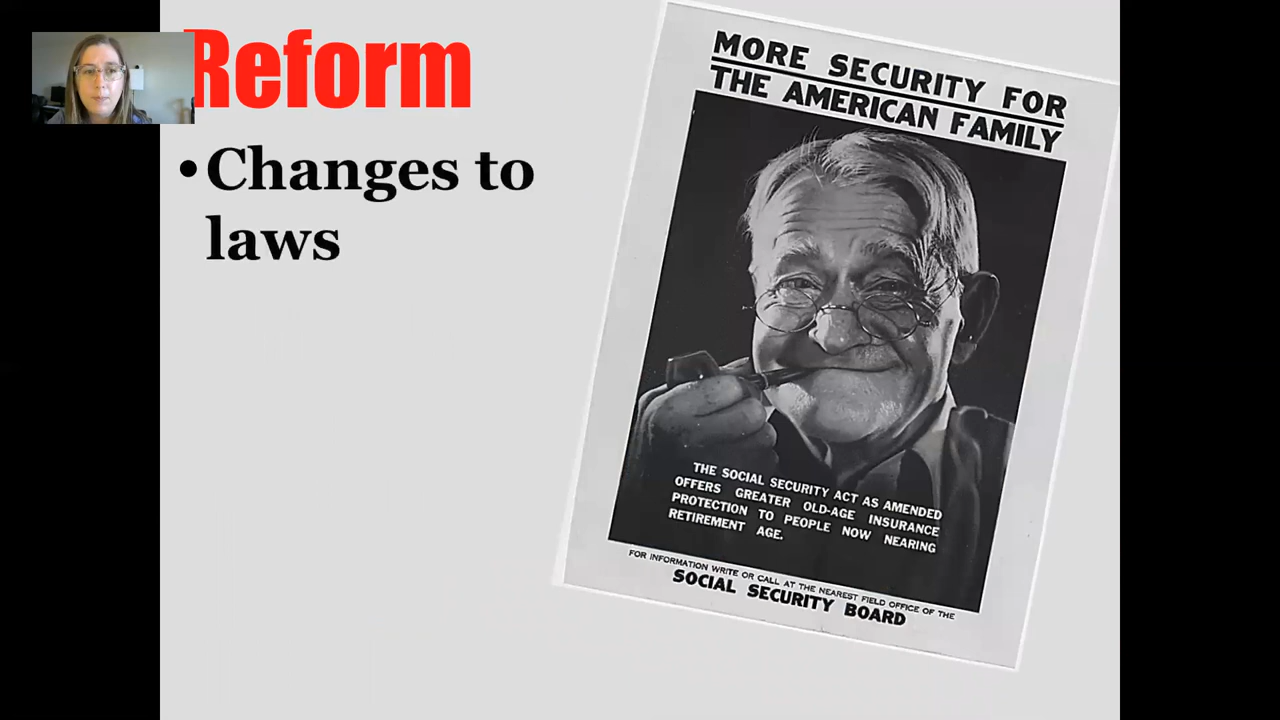 Reform
•Changes to
laws
MORE SECURITY FOR
THE AMERICAN FAMILY
THE SOCIAL SECURITY ACT AS AMENDED
OFFERS GREATER OLD-AGE INSURANCE
PROTECTION TO PEOPLE NOW NEARING
RETIREMENT AGE.
FOR INFORMATION WRITE OR CALL AT THE NEAREST FIELD OFFICE OF THE
SOCIAL SECURITY BOARD